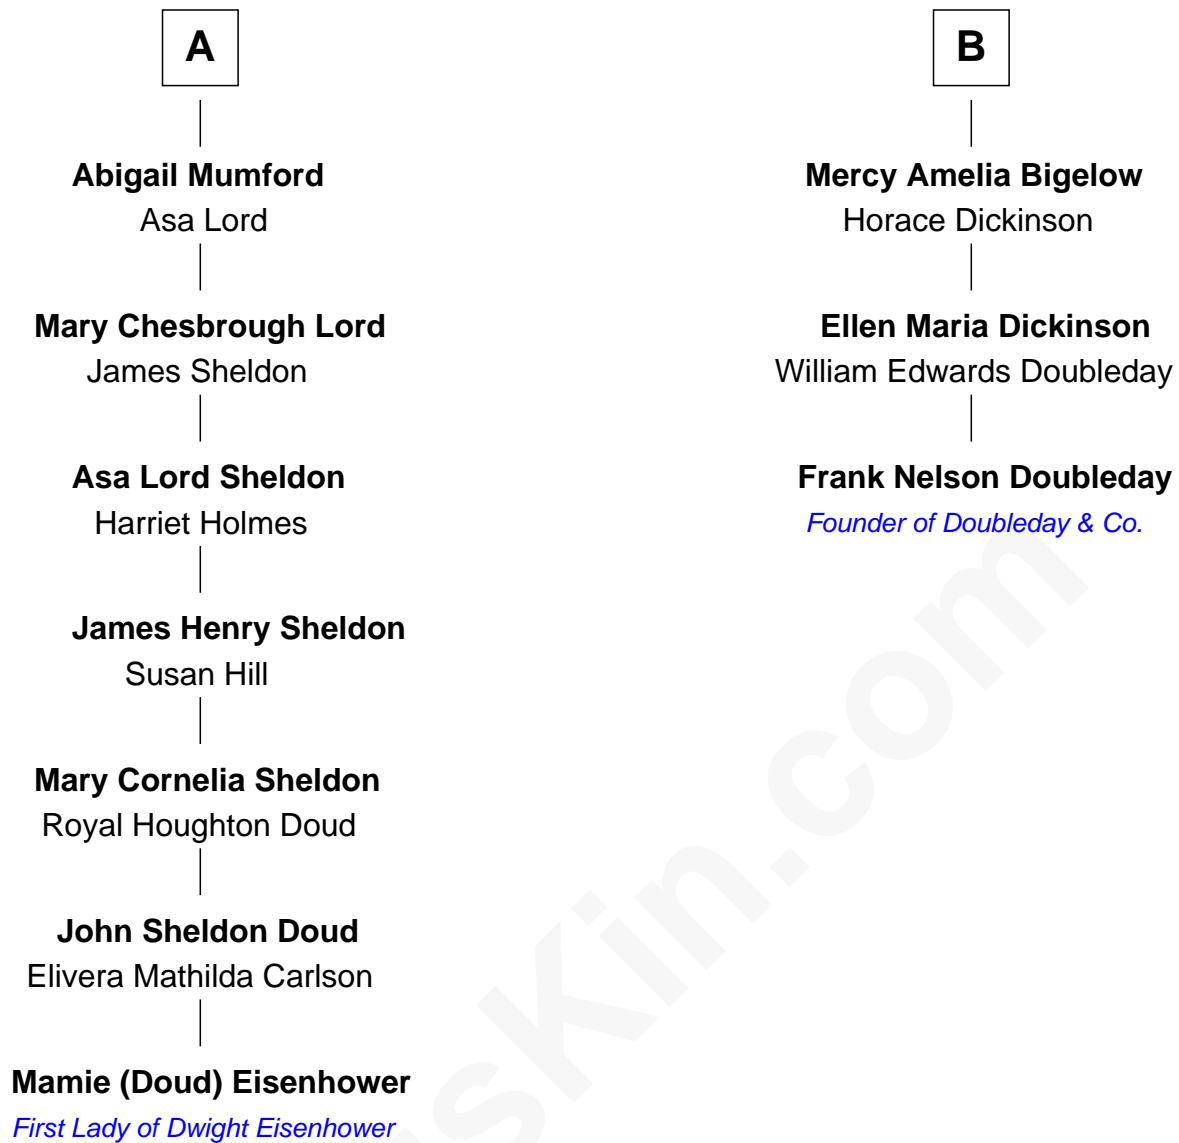 A
Abigail Mumford
Asa Lord
Mary Chesbrough Lord
James Sheldon
Asa Lord Sheldon
Harriet Holmes
James Henry Sheldon
Susan Hill
Mary Cornelia Sheldon
Royal Houghton Doud
John Sheldon Doud
Elivera Mathilda Carlson
Mamie (Doud) Eisenhower
First Lady of Dwight Eisenhower
B
Mercy Amelia Bigelow
Horace Dickinson
Ellen Maria Dickinson
William Edwards Doubleday
Frank Nelson Doubleday
Founder of Doubleday & Co.
sKin.com